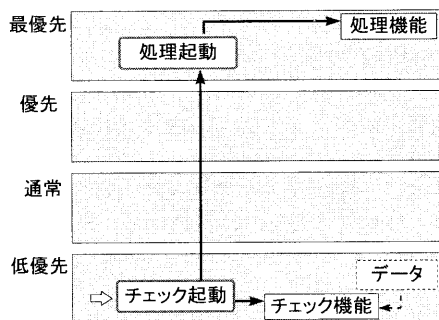 最優先
処理機能
処理起動
優先
通常
低優先
データ
チェック起動
チェック機能